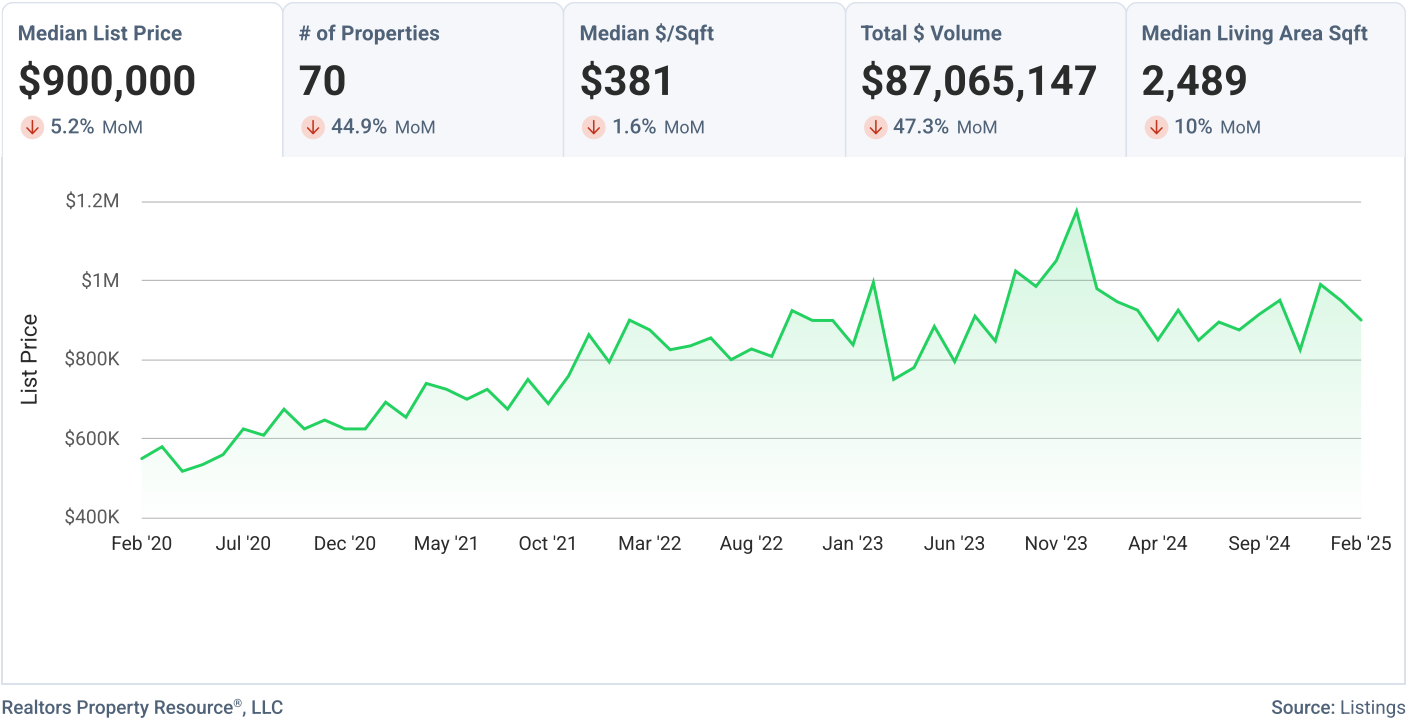 Median List Price
$900,000
5.2% MoM
# of Properties
70
44.9% MoM
Median $/Sqft
$381
1.6% MoM
Total $ Volume
$87,065,147
47.3% MoM
Median Living Area Sqft
2,489
10% MoM
List Price
$1.2M
$1M
$800K
$600K
$400K
Feb '20 Jul '20 Dec '20 May '21 Oct '21 Mar '22 Aug '22 Jan '23 Jun '23 Nov '23 Apr '24 Sep '24 Feb '25
Realtors Property Resource®, LLC
Source: Listings